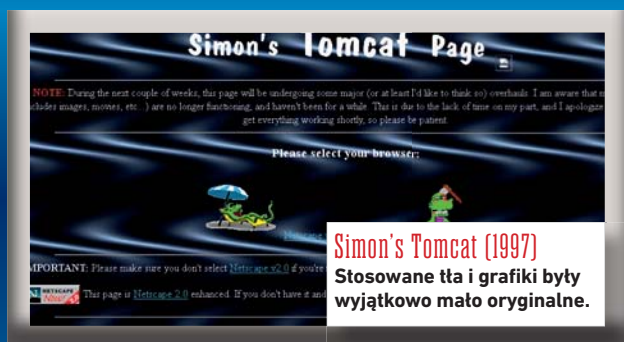 Simon's Tomcat Page
NOTE: During the next couple of weeks, this page will be undergoing some major (or at least I'd like to think so) overhauls. I am aware that
cludes images, movies, etc...) are no longer functioning, and haven't been for a while. This is due to the lack of time on my part, and I apologize
get everything working shortly, so please be patient.
Please select your browser:
Netscape
MPORTANT: Please make sure you don't select Netscape v2.0 if you're
NETSCAPE
Now!
This page is Netscape 2.0 enhanced. If you don't have it and
Simon's Tomcat (1997)
Stosowane tła i grafiki były
wyjątkowo mało oryginalne.